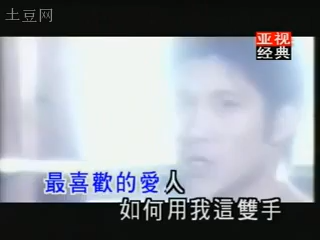 土豆网
亚视
经典
最喜歡的愛人
如何用我這雙手